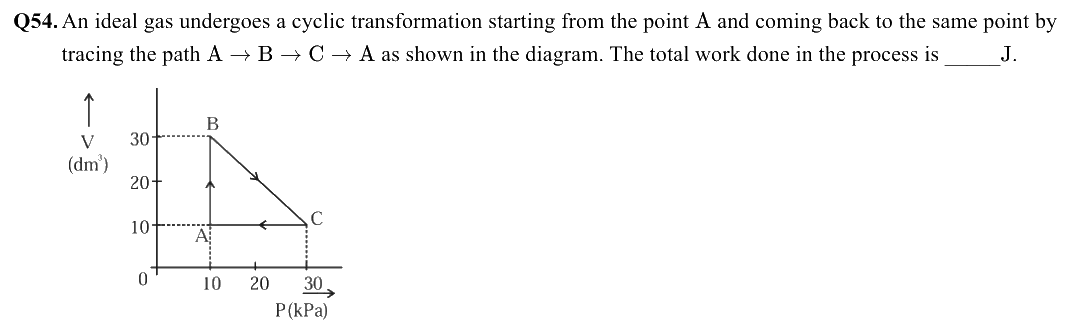 Q54. An ideal gas undergoes a cyclic transformation starting from the point A and coming back to the same point by
tracing the path A → B → C → A as shown in the diagram. The total work done in the process is _____J.
B
30
V
(dm³)
20
C
10
A
0
10 20 30
P(kPa)